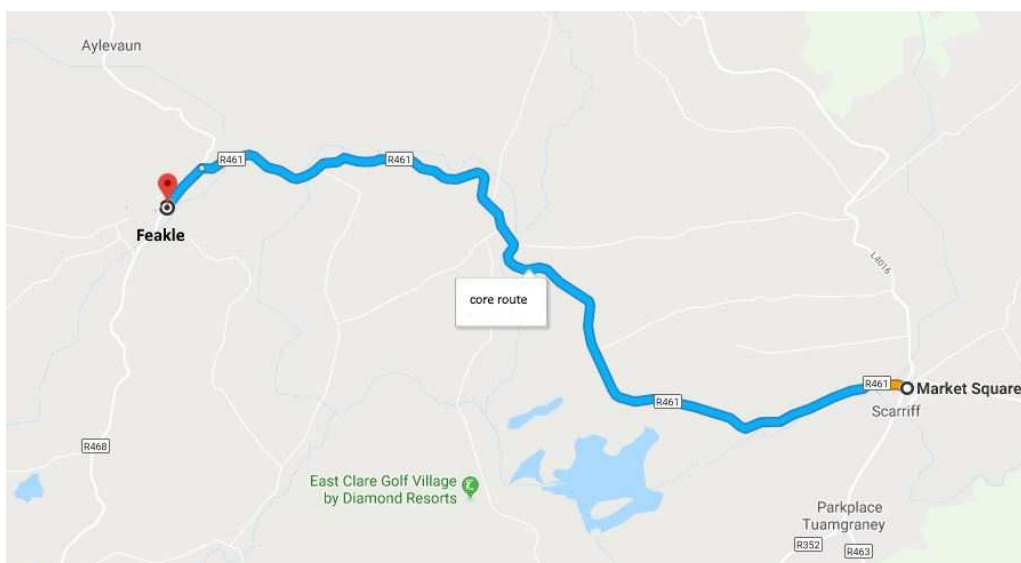 Aylevaun
R461
R461
Feakle
core route
L4016
R461
Market Square
R461
Scarriff
R468
East Clare Golf Village
by Diamond Resorts
Parkplace
Tuamgraney
R352
R463